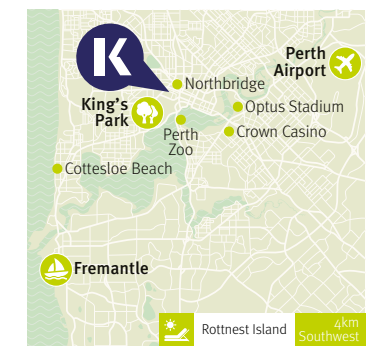 K
Perth
Airport
Northbridge
King's
Park
Optus Stadium
Crown Casino
Perth
Zoo
Cottesloe Beach
Fremantle
Rottnest Island
4km
Southwest